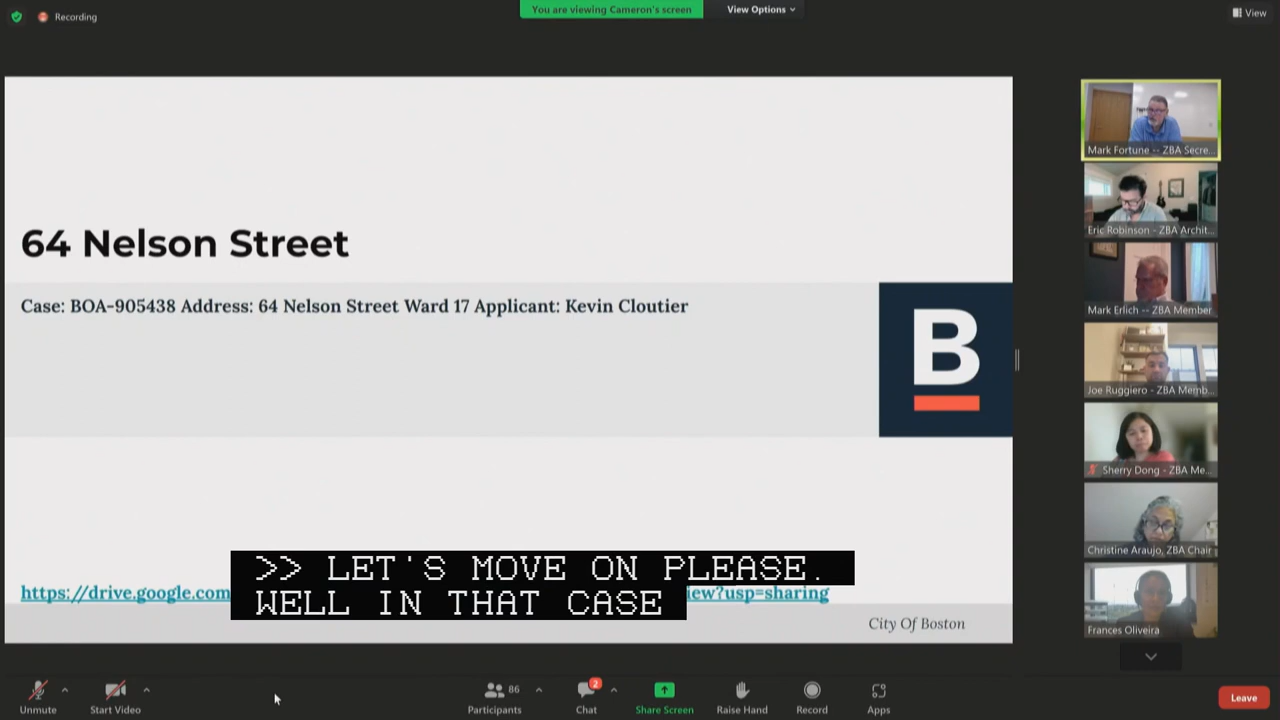 Recording
You are viewing Cameron's screen
View Options
View
64 Nelson Street
Case: BOA-905438 Address: 64 Nelson Street Ward 17 Applicant: Kevin Cloutier
B
>> LET'S MOVE ON PLEASE.
WELL IN THAT CASE
https://drive.google.com
iew?usp=sharing
City Of Boston
Mark Fortune -- ZBA Secre...
Eric Robinson - ZBA Archit...
Mark Erlich -- ZBA Member
Joe Ruggiero - ZBA Memb...
Sherry Dong - ZBA Me...
Christine Araujo, ZBA Chair
Frances Oliveira
Unmute
Start Video
86
Participants
2
Chat
Share Screen
Raise Hand
Record
Apps
Leave